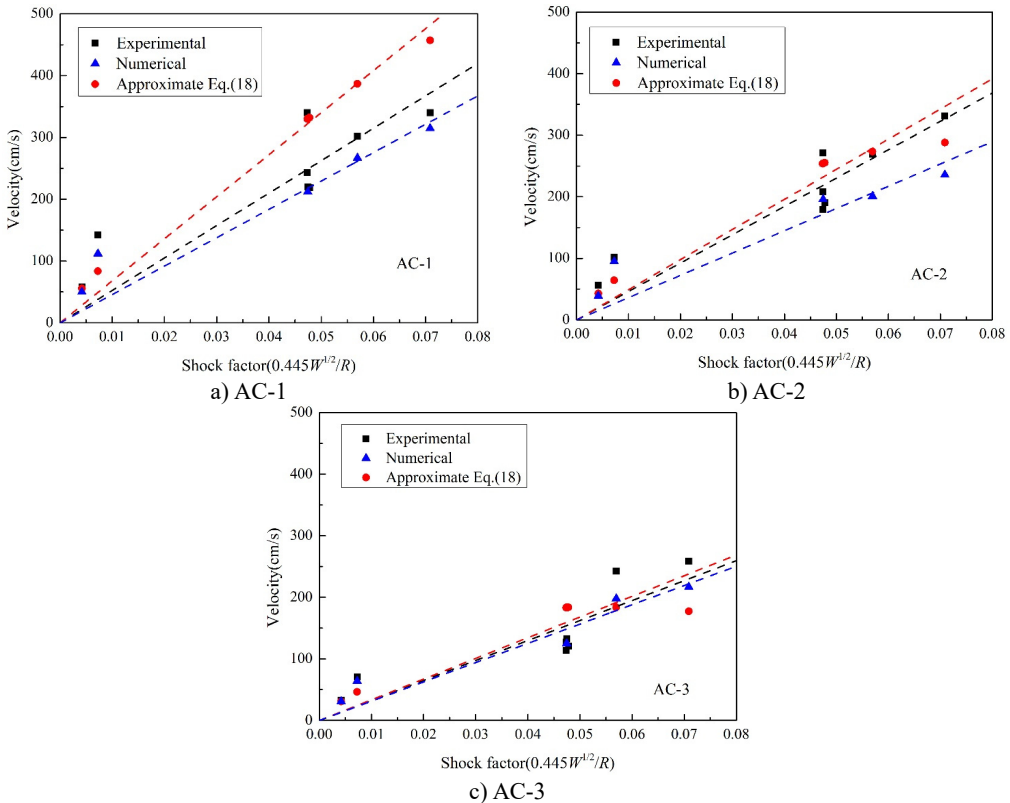 500
400
300
200
100
0
Velocity(cm/s)
Experimental
Numerical
Approximate Eq.(18)
AC-1
0.00 0.01 0.02 0.03 0.04 0.05 0.06 0.07 0.08
Shock factor(0.445W^{1/2}/R)
a) AC-1
500
400
300
200
100
0
Velocity(cm/s)
Experimental
Numerical
Approximate Eq.(18)
AC-2
0.00 0.01 0.02 0.03 0.04 0.05 0.06 0.07 0.08
Shock factor(0.445W^{1/2}/R)
b) AC-2
500
400
300
200
100
0
Velocity(cm/s)
Experimental
Numerical
Approximate Eq.(18)
AC-3
0.00 0.01 0.02 0.03 0.04 0.05 0.06 0.07 0.08
Shock factor(0.445W^{1/2}/R)
c) AC-3